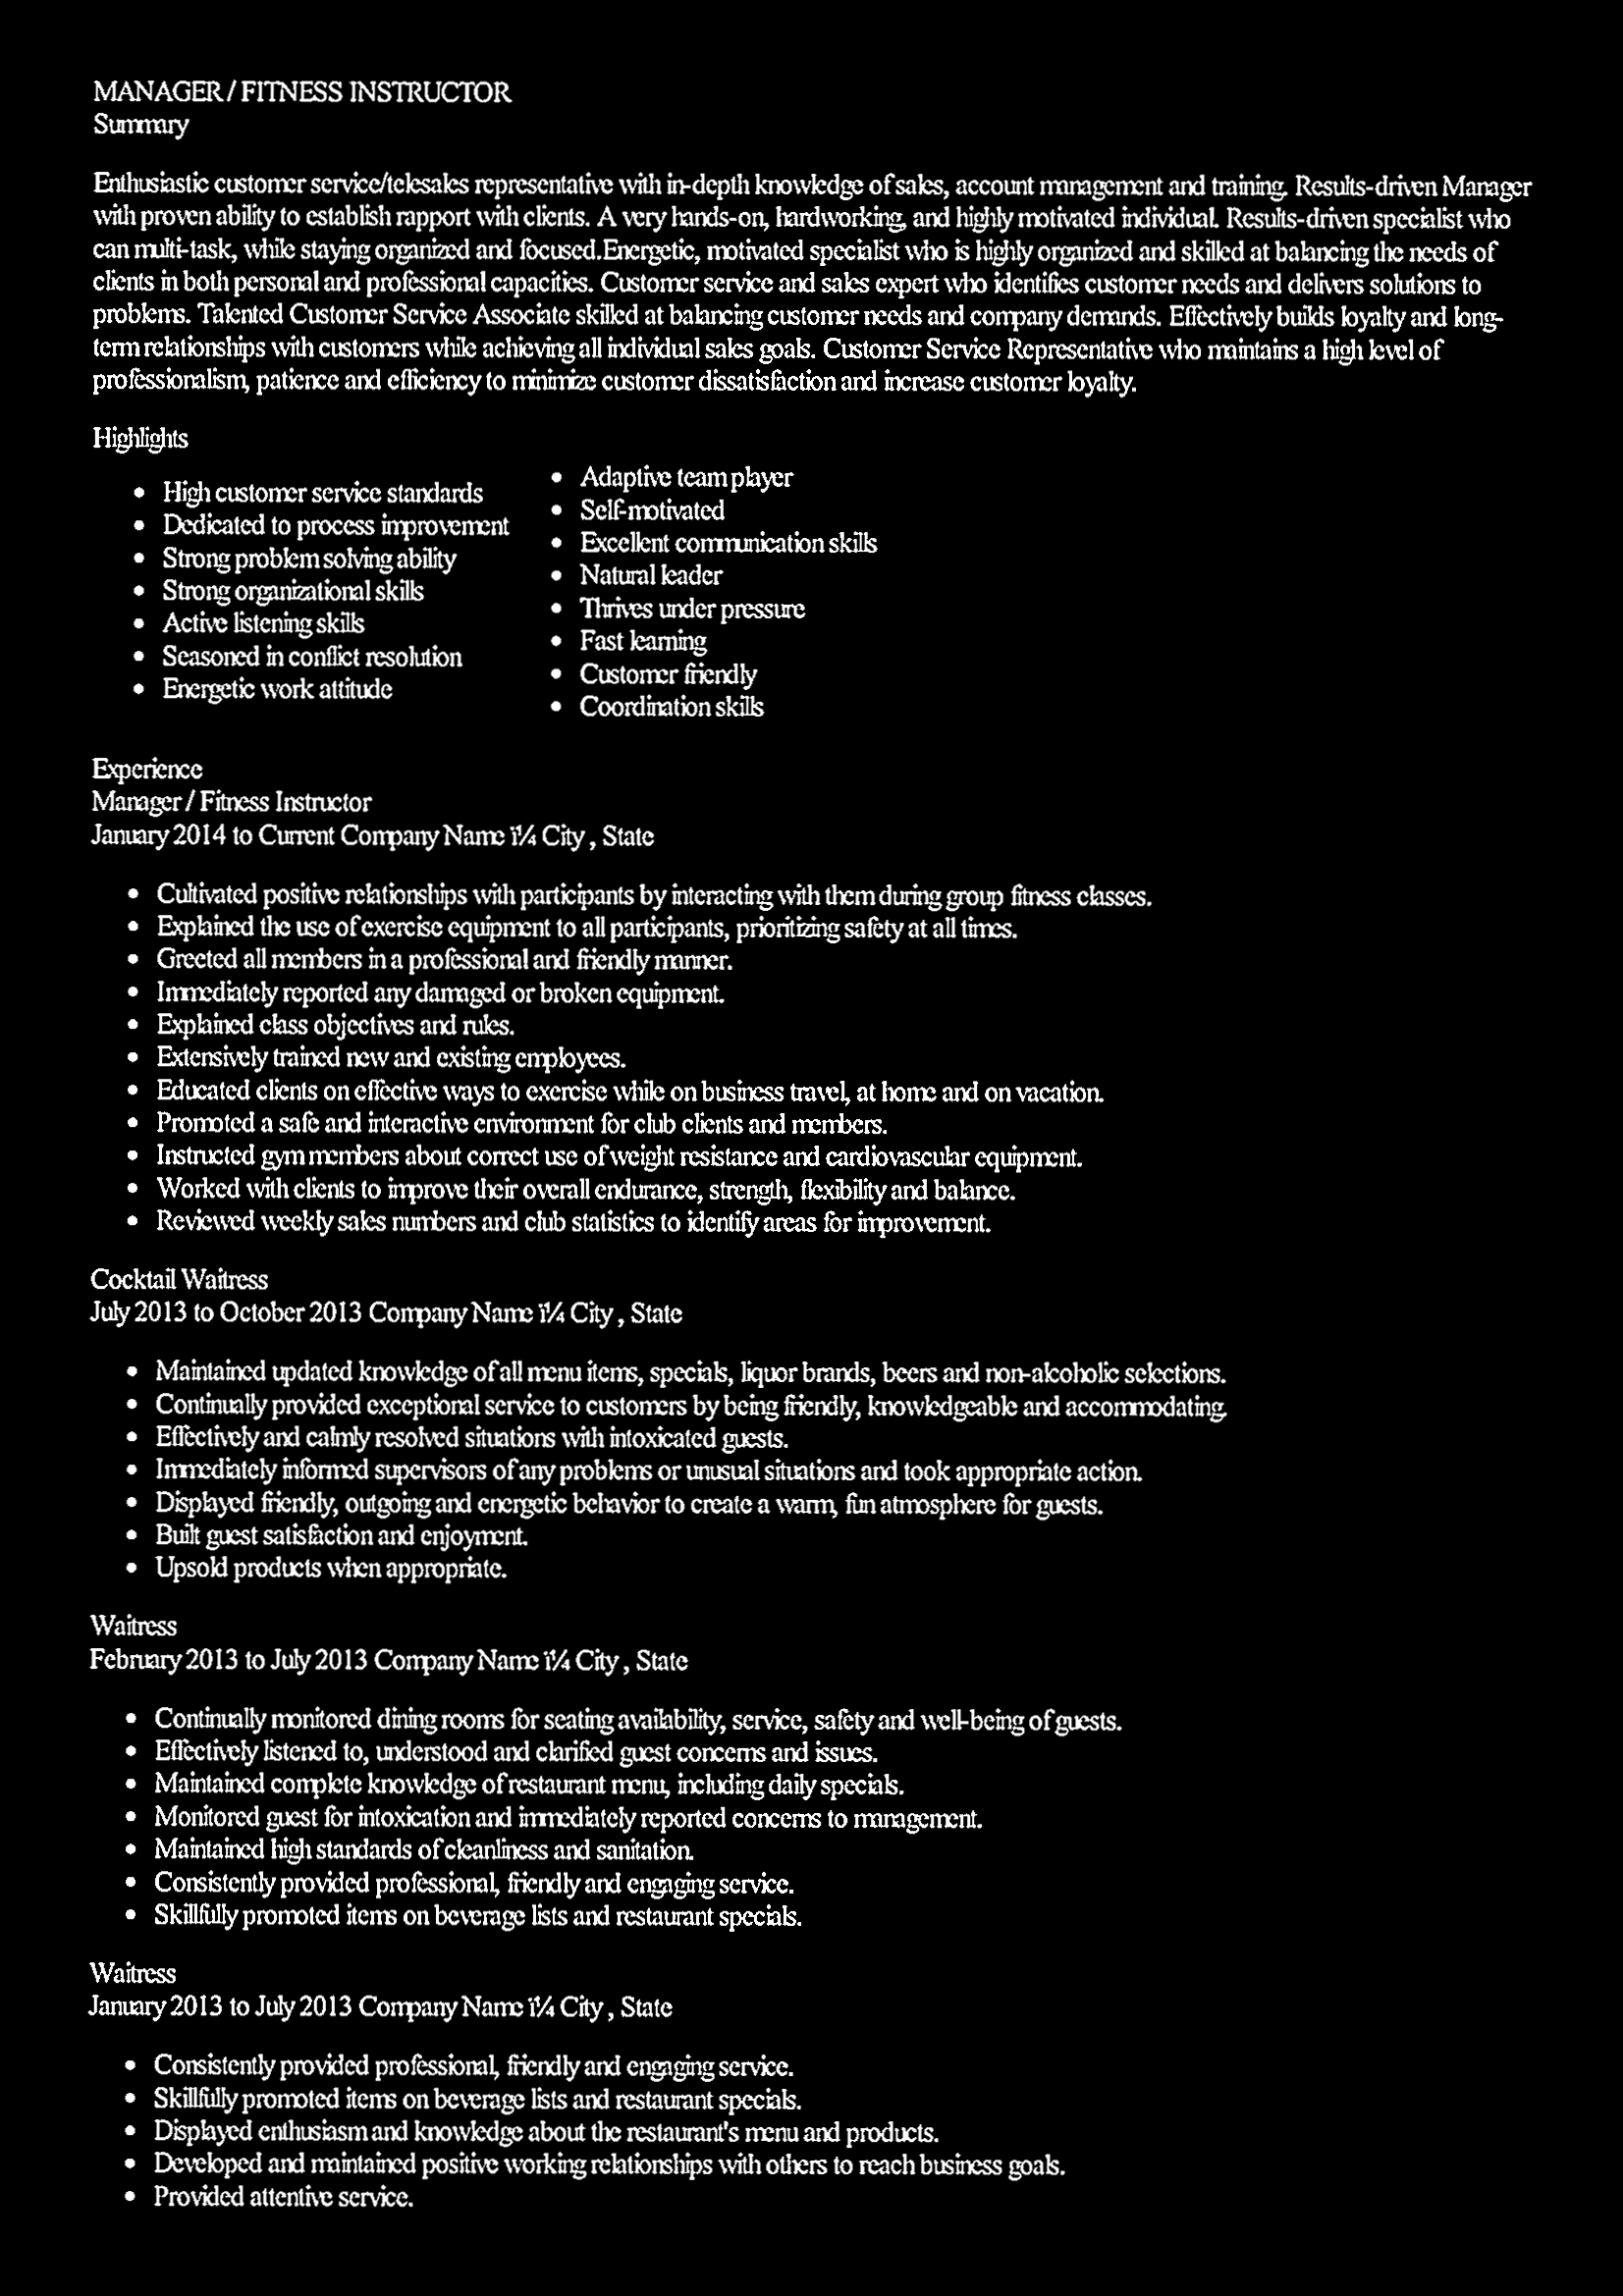 MANAGER / FITNESS INSTRUCTOR
Summary
Enthusiastic customer service/telesales representative with in-depth knowledge of sales, account management and training. Results-driven Manager
with proven ability to establish rapport with clients. A very hands-on, hardworking, and highly motivated individual. Results-driven specialist who
can multi-task, while staying organized and focused.Energetic, motivated specialist who is highly organized and skilled at balancing the needs of
clients in both personal and professional capacities. Customer service and sales expert who identifies customer needs and delivers solutions to
problems. Talented Customer Service Associate skilled at balancing customer needs and company demands. Effectively builds loyalty and long-
term relationships with customers while achieving all individual sales goals. Customer Service Representative who maintains a high level of
professionalism, patience and efficiency to minimize customer dissatisfaction and increase customer loyalty.
Highlights
• High customer service standards
• Dedicated to process improvement
• Strong problem solving ability
• Strong organizational skills
• Active listening skills
• Seasoned in conflict resolution
• Energetic work attitude
• Adaptive team player
• Self-motivated
• Excellent communication skills
• Natural leader
• Thrives under pressure
• Fast learning
• Customer friendly
• Coordination skills
Experience
Manager / Fitness Instructor
January 2014 to Current Company Name ï¼ City , State
• Cultivated positive relationships with participants by interacting with them during group fitness classes.
• Explained the use of exercise equipment to all participants, prioritizing safety at all times.
• Greeted all members in a professional and friendly manner.
• Immediately reported any damaged or broken equipment.
• Explained class objectives and rules.
• Extensively trained new and existing employees.
• Educated clients on effective ways to exercise while on business travel, at home and on vacation.
• Promoted a safe and interactive environment for club clients and members.
• Instructed gym members about correct use of weight resistance and cardiovascular equipment.
• Worked with clients to improve their overall endurance, strength, flexibility and balance.
• Reviewed weekly sales numbers and club statistics to identify areas for improvement.
Cocktail Waitress
July 2013 to October 2013 Company Name ï¼ City , State
• Maintained updated knowledge of all menu items, specials, liquor brands, beers and non-alcoholic selections.
• Continually provided exceptional service to customers by being friendly, knowledgeable and accommodating.
• Effectively and calmly resolved situations with intoxicated guests.
• Immediately informed supervisors of any problems or unusual situations and took appropriate action.
• Displayed friendly, outgoing and energetic behavior to create a warm, fun atmosphere for guests.
• Built guest satisfaction and enjoyment.
• Upsold products when appropriate.
Waitress
February 2013 to July 2013 Company Name ï¼ City , State
• Continually monitored dining rooms for seating availability, service, safety and well-being of guests.
• Effectively listened to, understood and clarified guest concerns and issues.
• Maintained complete knowledge of restaurant menu, including daily specials.
• Monitored guest for intoxication and immediately reported concerns to management.
• Maintained high standards of cleanliness and sanitation.
• Consistently provided professional, friendly and engaging service.
• Skillfully promoted items on beverage lists and restaurant specials.
Waitress
January 2013 to July 2013 Company Name ï¼ City , State
• Consistently provided professional, friendly and engaging service.
• Skillfully promoted items on beverage lists and restaurant specials.
• Displayed enthusiasm and knowledge about the restaurant's menu and products.
• Developed and maintained positive working relationships with others to reach business goals.
• Provided attentive service.